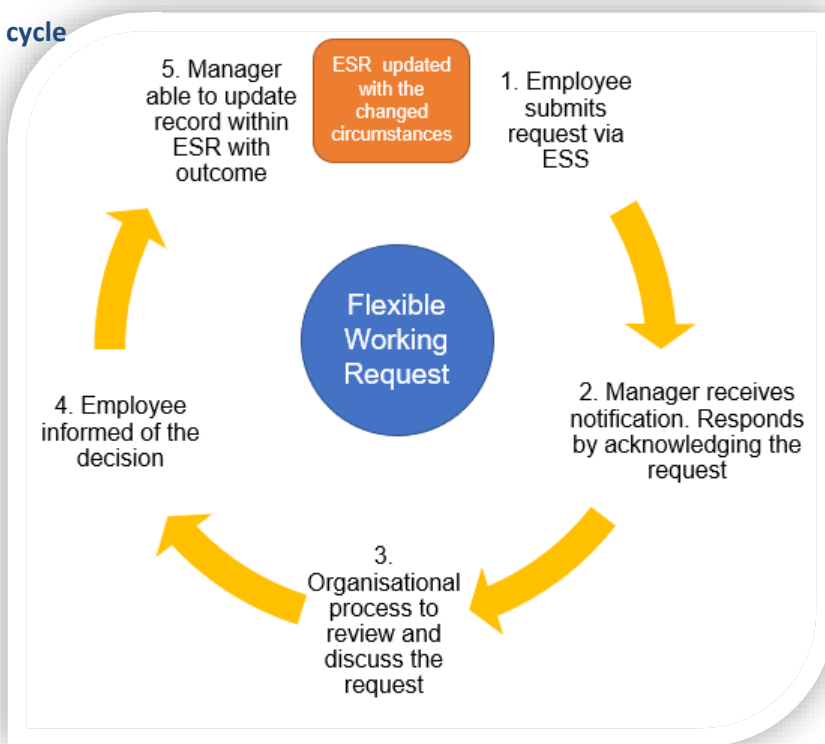 cycle
5. Manager
able to update
record within
ESR with
outcome
ESR updated
with the
changed
circumstances
1. Employee
submits
request via
ESS
Flexible
Working
Request
2. Manager receives
notification. Responds
by acknowledging the
request
4. Employee
informed of the
decision
3.
Organisational
process to
review and
discuss the
request